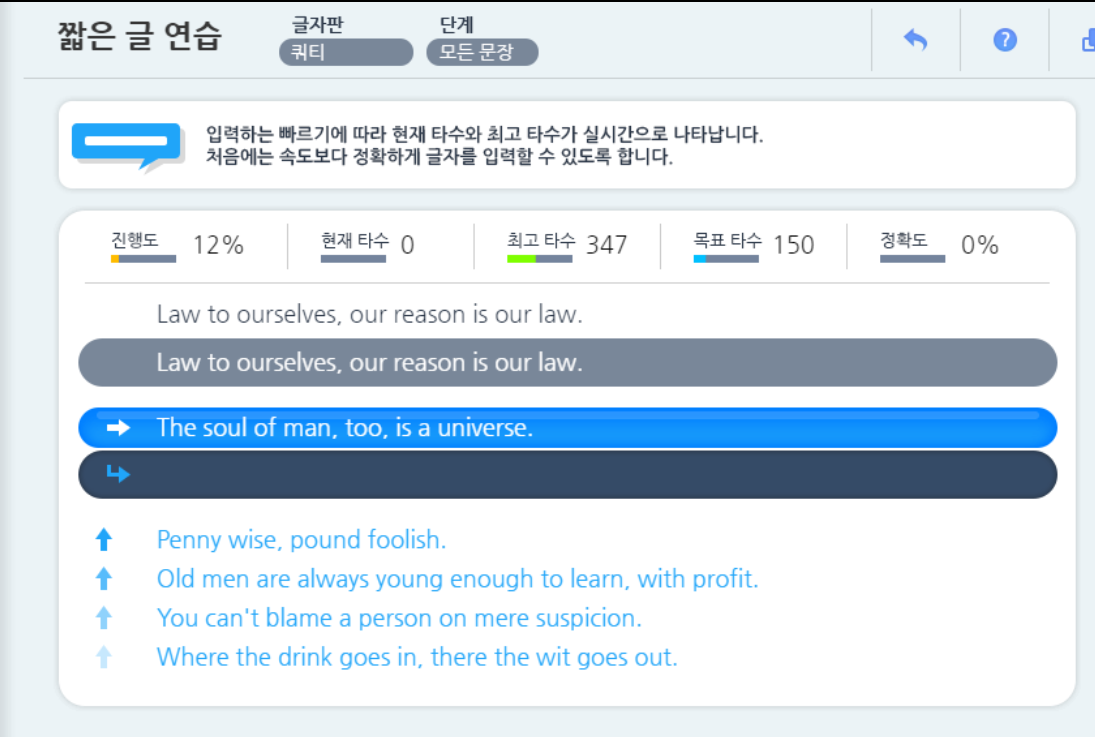 짧은 글 연습
글자판
쿼티
단계
모든 문장
입력하는 빠르기에 따라 현재 타수와 최고 타수가 실시간으로 나타납니다.
처음에는 속도보다 정확하게 글자를 입력할 수 있도록 합니다.
진행도 12% 현재 타수 0 최고 타수 347 목표 타수 150 정확도 0%
Law to ourselves, our reason is our law.
Law to ourselves, our reason is our law.
The soul of man, too, is a universe.
Penny wise, pound foolish.
Old men are always young enough to learn, with profit.
You can't blame a person on mere suspicion.
Where the drink goes in, there the wit goes out.